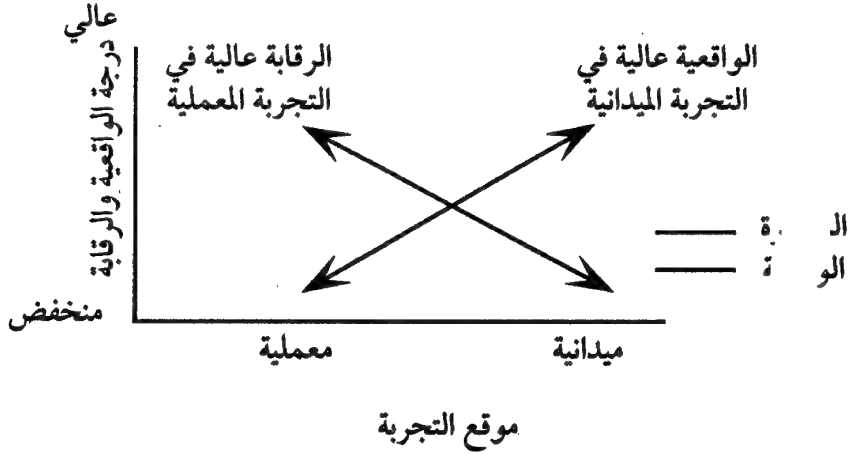 عالي
درجة الواقعية والرقابة
منخفض
الرقابة عالية في
التجربة المعملية
الواقعية عالية في
التجربة الميدانية
معملية
ميدانية
موقع التجربة